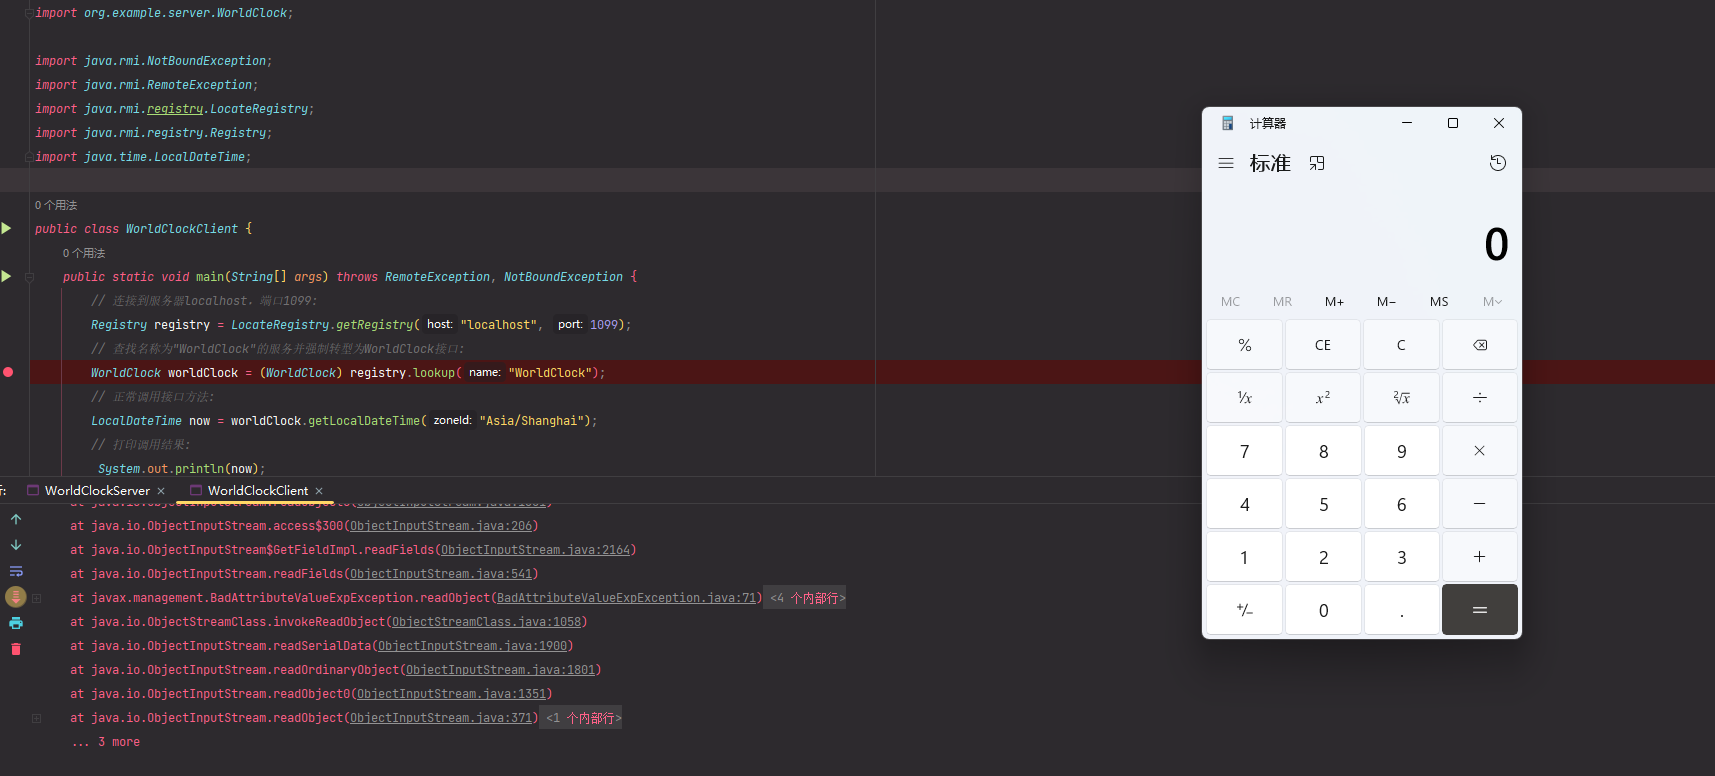 import org.example.server.WorldClock;
import java.rmi.NotBoundException;
import java.rmi.RemoteException;
import java.rmi.registry.LocateRegistry;
import java.rmi.registry.Registry;
import java.time.LocalDateTime;
0 个用法
public class WorldClockClient {
0 个用法
public static void main(String[] args) throws RemoteException, NotBoundException {
// 连接到服务器localhost，端口1099:
Registry registry = LocateRegistry.getRegistry( host: "localhost", port: 1099);
// 查找名称为"WorldClock"的服务并强制转型为WorldClock接口:
WorldClock worldClock = (WorldClock) registry.lookup( name: "WorldClock");
// 正常调用接口方法:
LocalDateTime now = worldClock.getLocalDateTime( zoneId: "Asia/Shanghai");
// 打印调用结果:
System.out.println(now);
WorldClockServer × WorldClockClient ×
at java.io.ObjectInputStream.access$300(ObjectInputStream.java:206)
at java.io.ObjectInputStream$GetFieldImpl.readFields(ObjectInputStream.java:2164)
at java.io.ObjectInputStream.readFields(ObjectInputStream.java:541)
at javax.management.BadAttributeValueExpException.readObject(BadAttributeValueExpException.java:71) <4 个内部行>
at java.io.ObjectStreamClass.invokeReadObject(ObjectStreamClass.java:1058)
at java.io.ObjectInputStream.readSerialData(ObjectInputStream.java:1900)
at java.io.ObjectInputStream.readOrdinaryObject(ObjectInputStream.java:1801)
at java.io.ObjectInputStream.readObject0(ObjectInputStream.java:1351)
at java.io.ObjectInputStream.readObject(ObjectInputStream.java:371) <1 个内部行>
... 3 more
计算器
标准
0
MC MR M+ M− MS M˅
% CE C
¹/x x² ²√x ÷
7 8 9 ×
4 5 6 −
1 2 3 +
+/− 0 . =